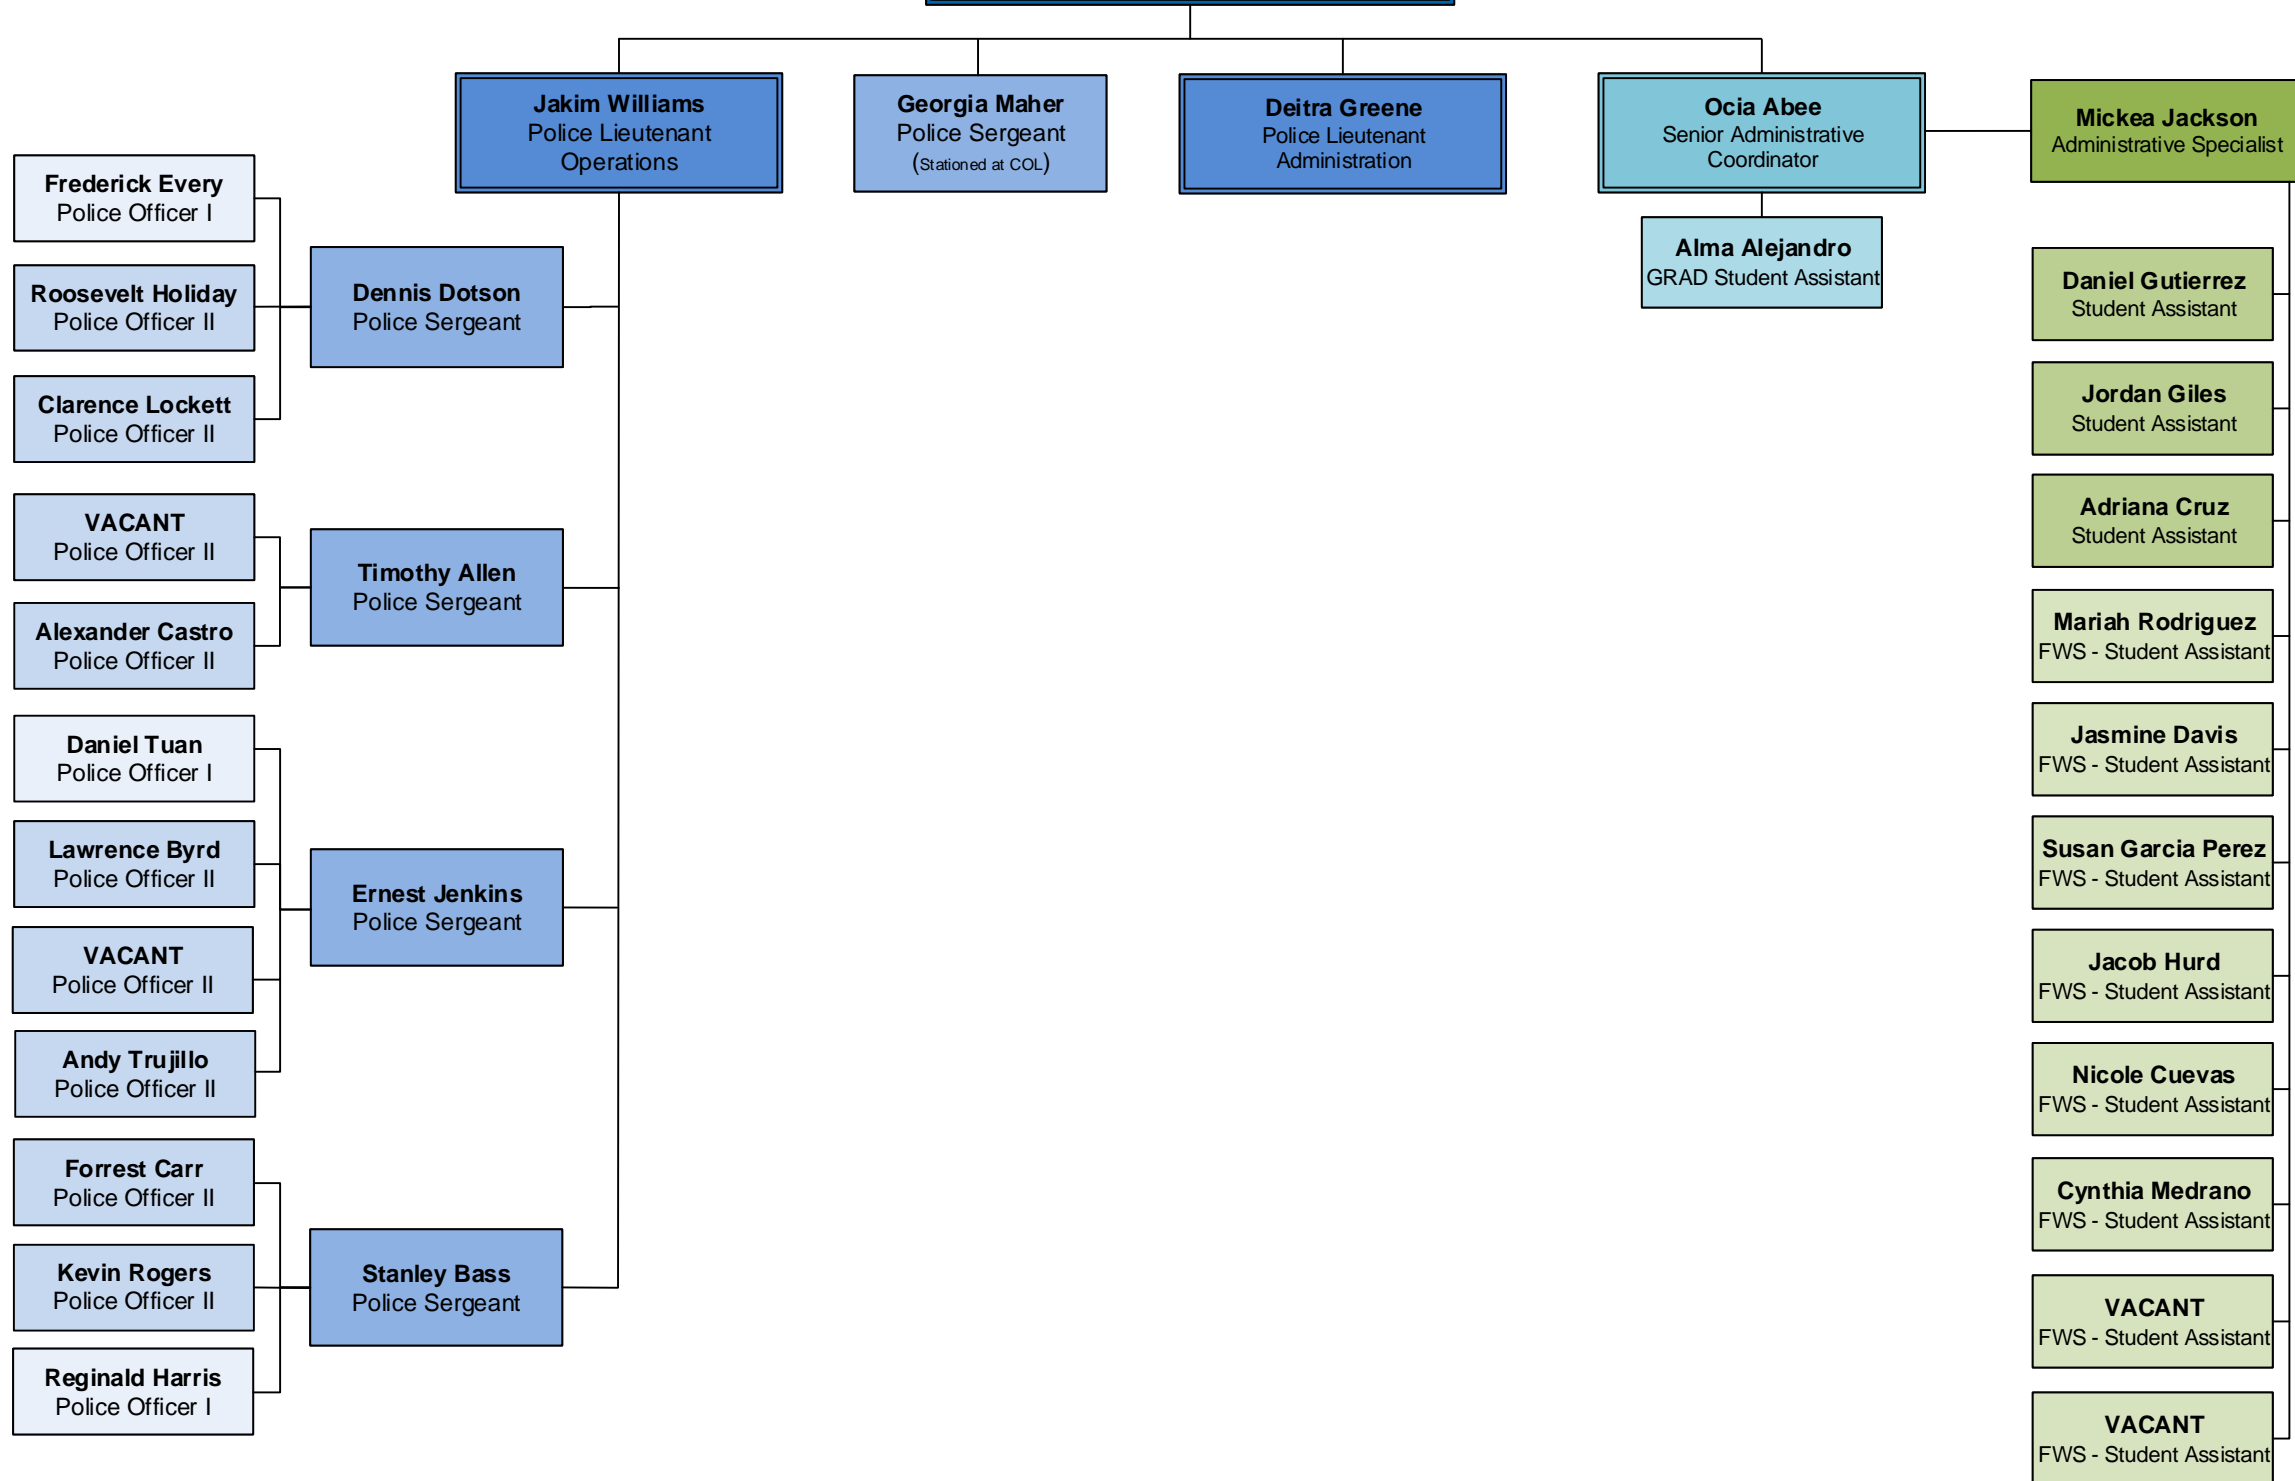 Jakim Williams
Police Lieutenant
Operations
Georgia Maher
Police Sergeant
(Stationed at COL)
Deitra Greene
Police Lieutenant
Administration
Ocia Abee
Senior Administrative
Coordinator
Mickea Jackson
Administrative Specialist
Alma Alejandro
GRAD Student Assistant
Frederick Every
Police Officer I
Roosevelt Holiday
Police Officer II
Clarence Lockett
Police Officer II
Dennis Dotson
Police Sergeant
VACANT
Police Officer II
Alexander Castro
Police Officer II
Timothy Allen
Police Sergeant
Daniel Tuan
Police Officer I
Lawrence Byrd
Police Officer II
VACANT
Police Officer II
Andy Trujillo
Police Officer II
Ernest Jenkins
Police Sergeant
Forrest Carr
Police Officer II
Kevin Rogers
Police Officer II
Reginald Harris
Police Officer I
Stanley Bass
Police Sergeant
Daniel Gutierrez
Student Assistant
Jordan Giles
Student Assistant
Adriana Cruz
Student Assistant
Mariah Rodriguez
FWS - Student Assistant
Jasmine Davis
FWS - Student Assistant
Susan Garcia Perez
FWS - Student Assistant
Jacob Hurd
FWS - Student Assistant
Nicole Cuevas
FWS - Student Assistant
Cynthia Medrano
FWS - Student Assistant
VACANT
FWS - Student Assistant
VACANT
FWS - Student Assistant